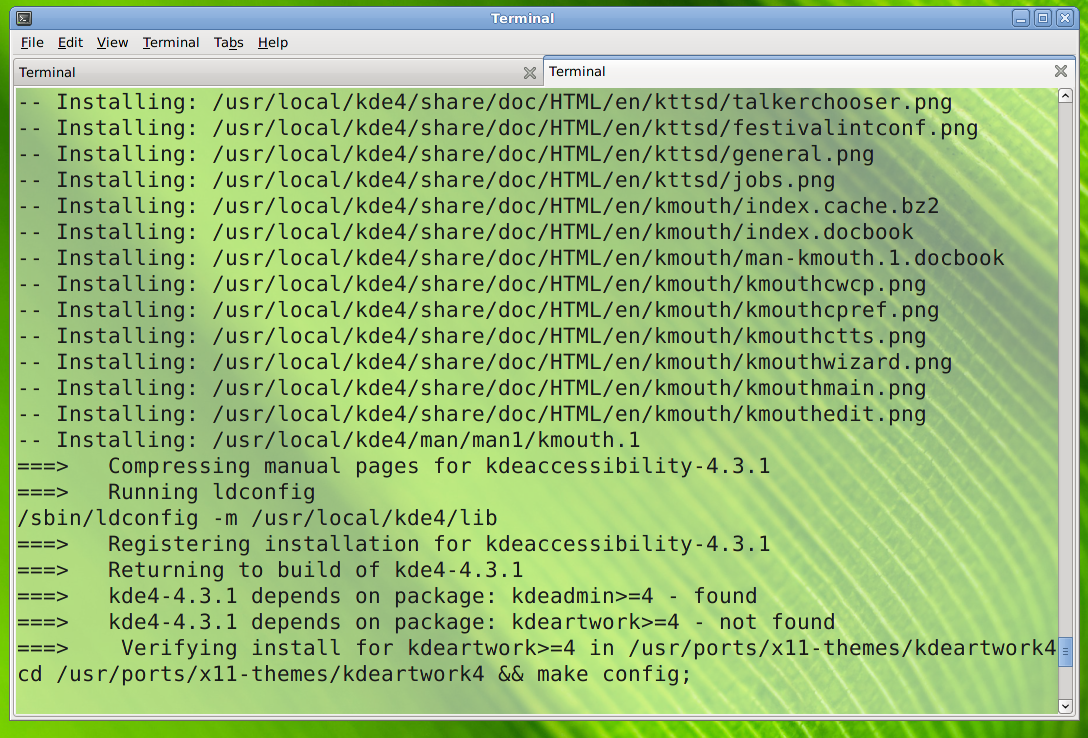 Terminal
File Edit View Terminal Tabs Help
Terminal Terminal
-- Installing: /usr/local/kde4/share/doc/HTML/en/kttsd/talkerchooser.png
-- Installing: /usr/local/kde4/share/doc/HTML/en/kttsd/festivalintconf.png
-- Installing: /usr/local/kde4/share/doc/HTML/en/kttsd/general.png
-- Installing: /usr/local/kde4/share/doc/HTML/en/kttsd/jobs.png
-- Installing: /usr/local/kde4/share/doc/HTML/en/kmouth/index.cache.bz2
-- Installing: /usr/local/kde4/share/doc/HTML/en/kmouth/index.docbook
-- Installing: /usr/local/kde4/share/doc/HTML/en/kmouth/man-kmouth.1.docbook
-- Installing: /usr/local/kde4/share/doc/HTML/en/kmouth/kmouthcwcp.png
-- Installing: /usr/local/kde4/share/doc/HTML/en/kmouth/kmouthcpref.png
-- Installing: /usr/local/kde4/share/doc/HTML/en/kmouth/kmouthctts.png
-- Installing: /usr/local/kde4/share/doc/HTML/en/kmouth/kmouthwizard.png
-- Installing: /usr/local/kde4/share/doc/HTML/en/kmouth/kmouthmain.png
-- Installing: /usr/local/kde4/share/doc/HTML/en/kmouth/kmouthedit.png
-- Installing: /usr/local/kde4/man/man1/kmouth.1
===>   Compressing manual pages for kdeaccessibility-4.3.1
===>   Running ldconfig
/sbin/ldconfig -m /usr/local/kde4/lib
===>   Registering installation for kdeaccessibility-4.3.1
===>   Returning to build of kde4-4.3.1
===>   kde4-4.3.1 depends on package: kdeadmin>=4 - found
===>   kde4-4.3.1 depends on package: kdeartwork>=4 - not found
===>    Verifying install for kdeartwork>=4 in /usr/ports/x11-themes/kdeartwork4
cd /usr/ports/x11-themes/kdeartwork4 && make config;